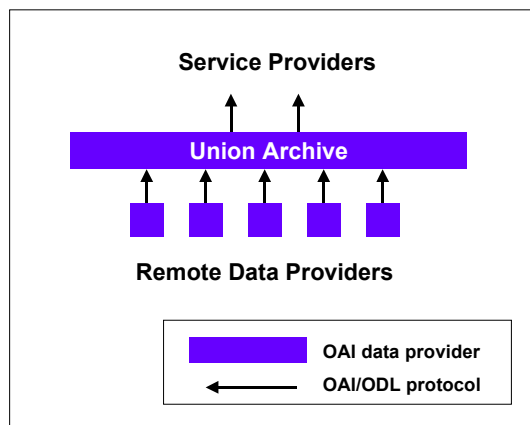 Service Providers
Union Archive
Remote Data Providers
OAI data provider
OAI/ODL protocol